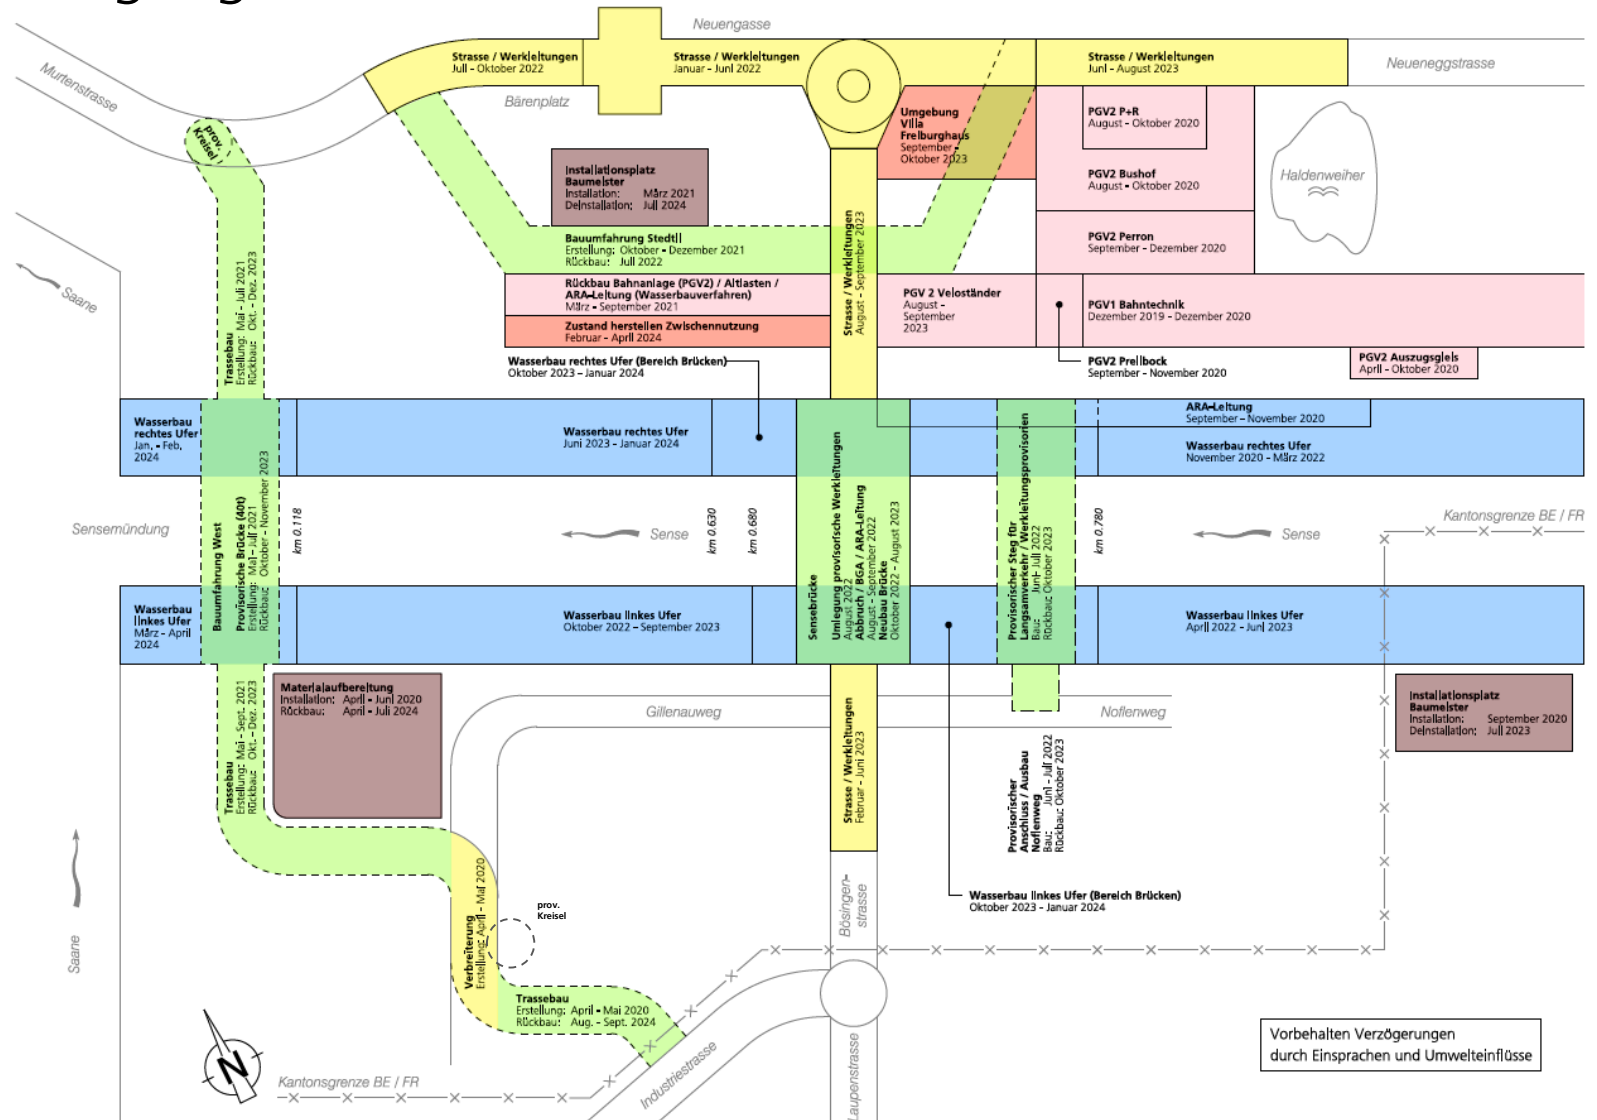 Neuengasse
Murtenstrasse
Strasse / Werkleitungen
Juli - Oktober 2022
Strasse / Werkleitungen
Januar - Juni 2022
Strasse / Werkleitungen
Juni - August 2023
Neueneggstrasse
Bärenplatz
prov.
Kreisel
Umgebung
Villa
Freiburghaus
September -
Oktober 2023
PGV2 P+R
August - Oktober 2020
PGV2 Bushof
August - Oktober 2020
Haldenweiher
Installationsplatz
Baumeister
Installation: März 2021
Deinstallation: Juli 2024
Bauumfahrung Stedtli
Erstellung: Oktober - Dezember 2021
Rückbau: Juli 2022
PGV2 Perron
September - Dezember 2020
Saane
Trassebau
Erstellung: Mai - Juli 2021
Rückbau: Okt. - Dez. 2023
Rückbau Bahnanlage (PGV2) / Altlasten /
ARA-Leitung (Wasserbauverfahren)
März - September 2021
Zustand herstellen Zwischennutzung
Februar - April 2024
Strasse / Werkleitungen
August - September 2023
PGV 2 Veloständer
August -
September
2023
PGV1 Bahntechnik
Dezember 2019 - Dezember 2020
Wasserbau rechtes Ufer (Bereich Brücken)
Oktober 2023 – Januar 2024
PGV2 Prellbock
September - November 2020
PGV2 Auszugsgleis
April - Oktober 2020
Wasserbau
rechtes Ufer
Jan. - Feb.
2024
Wasserbau rechtes Ufer
Juni 2023 - Januar 2024
ARA-Leitung
September - November 2020
Wasserbau rechtes Ufer
November 2020 - März 2022
Sensemündung
Bauumfahrung West
Provisorische Brücke (40t)
Erstellung: Mai - Juli 2021
Rückbau: Oktober - November 2023
km 0.118
Sense
km 0.630
km 0.680
Sensebrücke
Umlegung provisorische Werkleitungen
August 2022
Abbruch / BGA / ARA-Leitung
August - September 2022
Neubau Brücke
Oktober 2022 - August 2023
Provisorischer Steg für
Langsamverkehr / Werkleitungsprovisorien
Bau: Juni- Juli 2022
Rückbau: Oktober 2023
km 0.780
Sense
Kantonsgrenze BE / FR
Wasserbau
linkes Ufer
März - April
2024
Wasserbau linkes Ufer
Oktober 2022 – September 2023
Wasserbau linkes Ufer
April 2022 - Juni 2023
Trassebau
Erstellung: Mai - Sept. 2021
Rückbau: Okt. - Dez. 2023
Materialaufbereitung
Installation: April - Juni 2020
Rückbau: April - Juli 2024
Gillenauweg
Strasse / Werkleitungen
Februar - Juni 2023
Noflenweg
Installationsplatz
Baumeister
Installation: September 2020
Deinstallation: Juli 2023
Provisorischer
Anschluss / Ausbau
Noflenweg
Bau: Juni - Juli 2022
Rückbau: Oktober 2023
Saane
Verbreiterung
Erstellung: April - Mai 2020
prov.
Kreisel
Bösingen-
strasse
Wasserbau linkes Ufer (Bereich Brücken)
Oktober 2023 - Januar 2024
Trassebau
Erstellung: April - Mai 2020
Rückbau: Aug. - Sept. 2024
N
Kantonsgrenze BE / FR
Industriestrasse
Laupenstrasse
Vorbehalten Verzögerungen
durch Einsprachen und Umwelteinflüsse